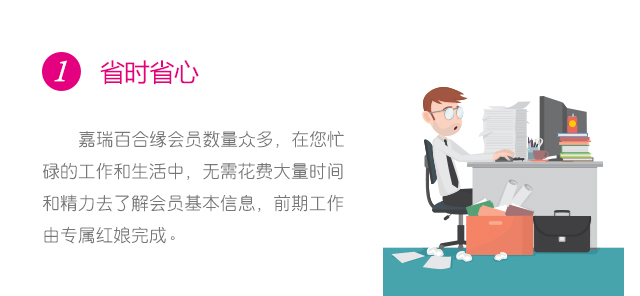 1 省时省心
嘉瑞百合缘会员数量众多，在您忙
碌的工作和生活中，无需花费大量时间
和精力去了解会员基本信息，前期工作
由专属红娘完成。